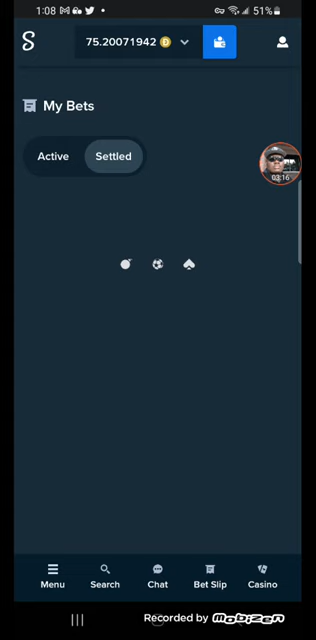 1:08 51%
75.20071942
My Bets
Active Settled
03:16
Menu Search Chat Bet Slip Casino
Recorded by MOBIZEN